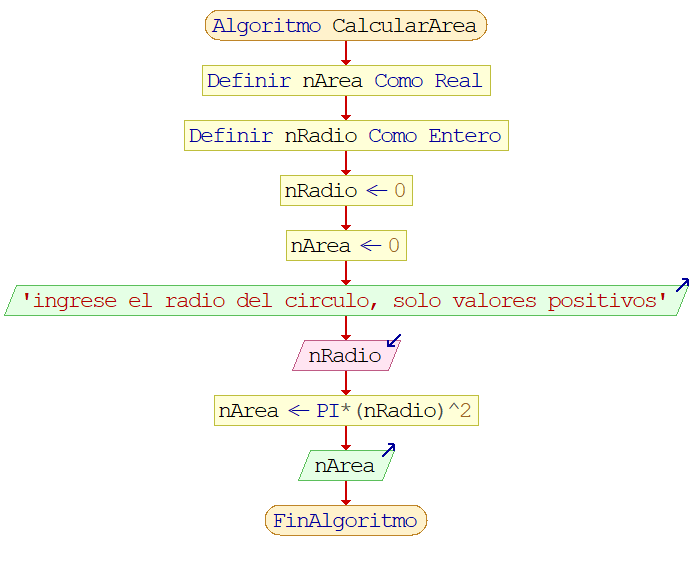 Algoritmo CalcularArea
Definir nArea Como Real
Definir nRadio Como Entero
nRadio ← 0
nArea ← 0
'ingrese el radio del circulo, solo valores positivos'
nRadio
nArea ← PI*(nRadio)^2
nArea
FinAlgoritmo